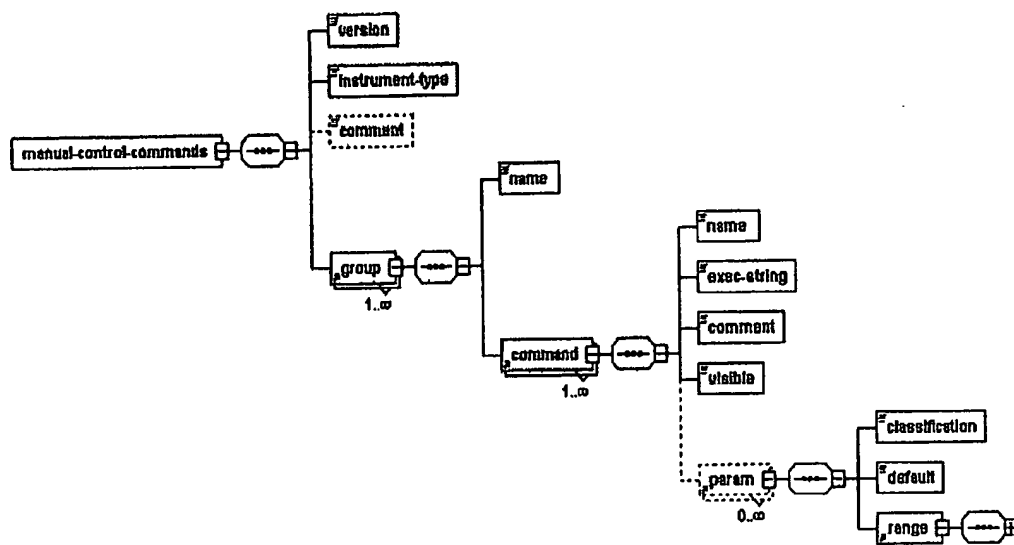 version
instrument-type
comment
manual-control-commands
name
group
1..∞
name
exec-string
comment
command
1..∞
visible
classification
param
0..∞
default
range